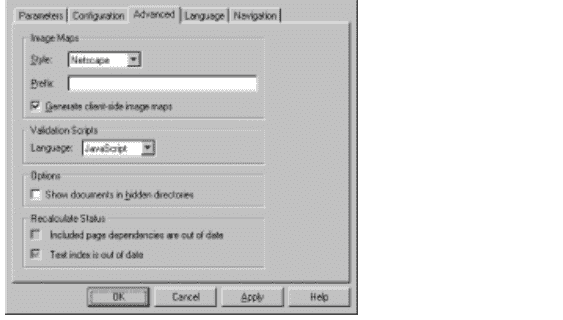 Parameters Configuration Advanced Language Navigation
Image Maps
Style: Netscape
Prefix:
Generate client-side image maps
Validation Scripts
Language: JavaScript
Options
Show documents in hidden directories
Recalculate Status
Included page dependencies are out of date
Text index is out of date
OK Cancel Apply Help